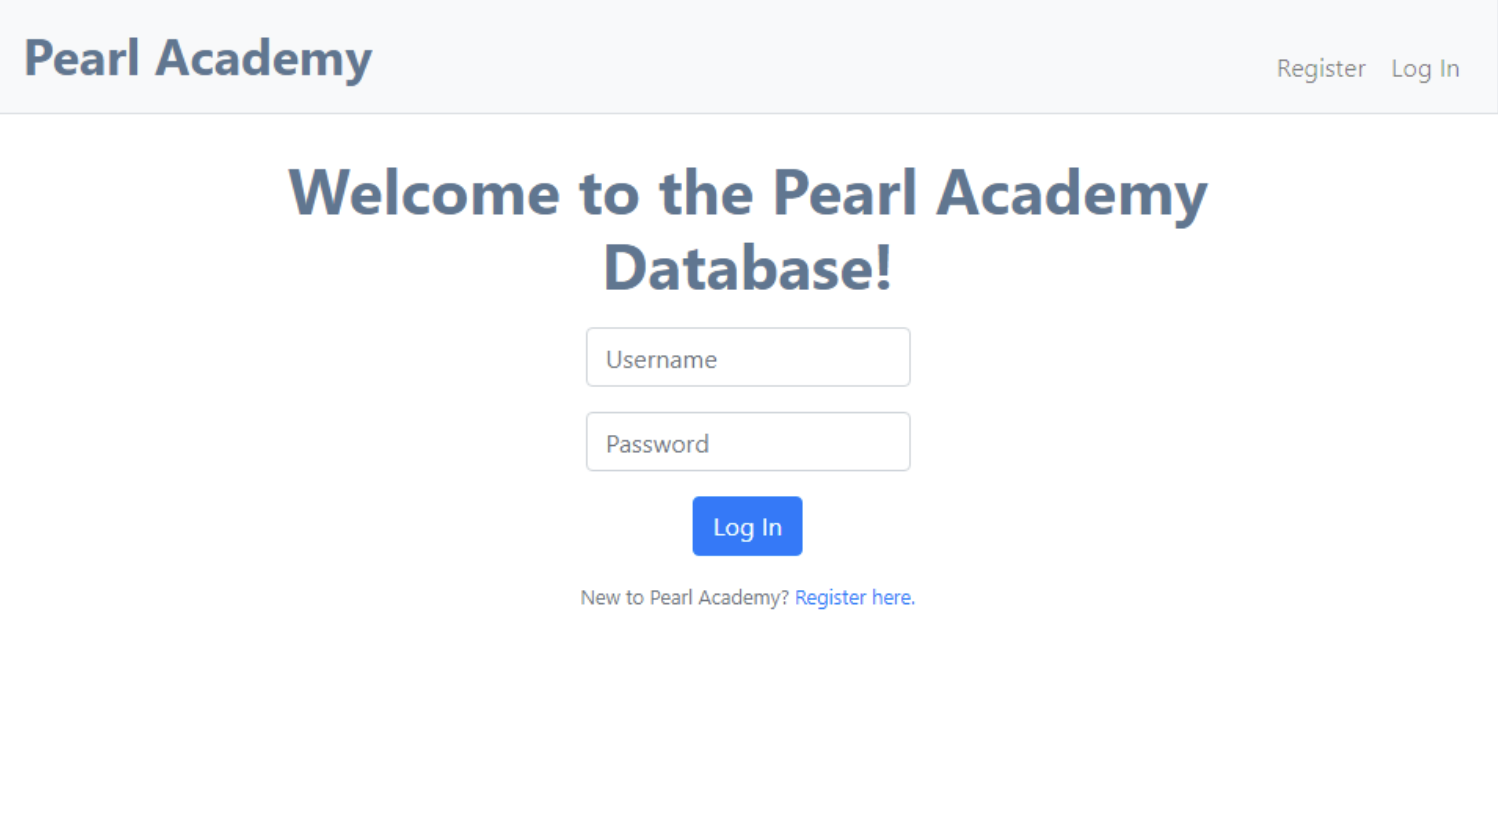 Pearl Academy
Register
Log In
Welcome to the Pearl Academy
Database!
Username
Password
Log In
New to Pearl Academy? Register here.